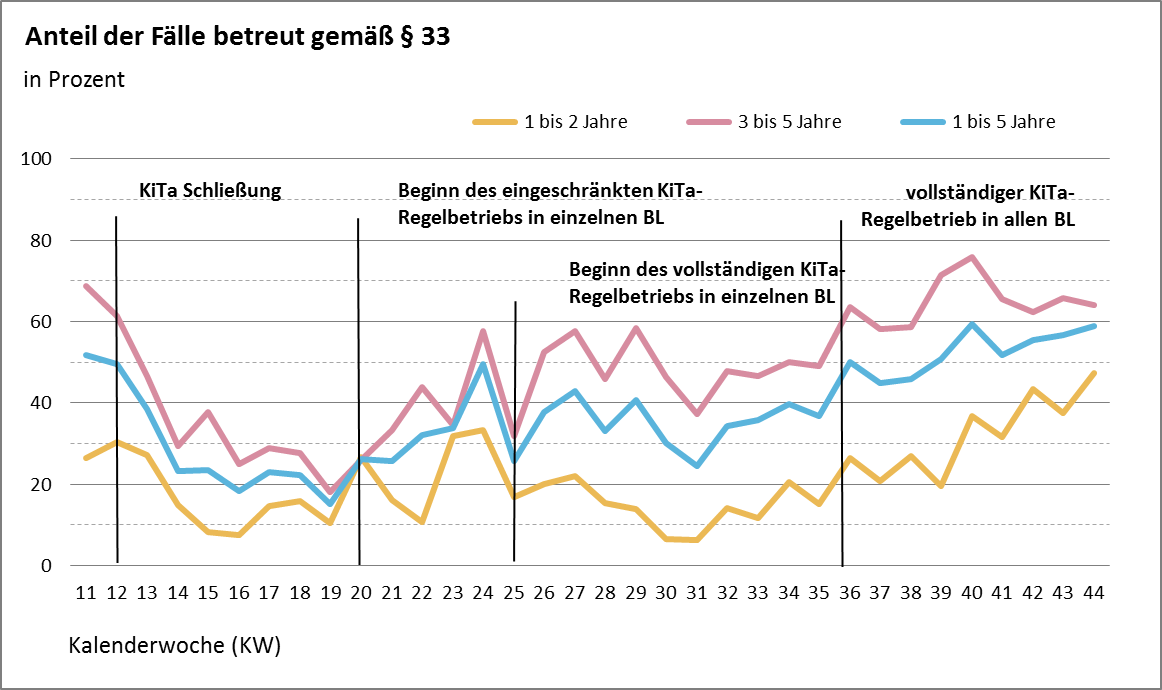 Anteil der Fälle betreut gemäß § 33
in Prozent
1 bis 2 Jahre 3 bis 5 Jahre 1 bis 5 Jahre
100
KiTa Schließung
Beginn des eingeschränkten KiTa-
Regelbetriebs in einzelnen BL
vollständiger KiTa-
Regelbetrieb in allen BL
80
Beginn des vollständigen KiTa-
Regelbetriebs in einzelnen BL
60
40
20
0
11 12 13 14 15 16 17 18 19 20 21 22 23 24 25 26 27 28 29 30 31 32 33 34 35 36 37 38 39 40 41 42 43 44
Kalenderwoche (KW)